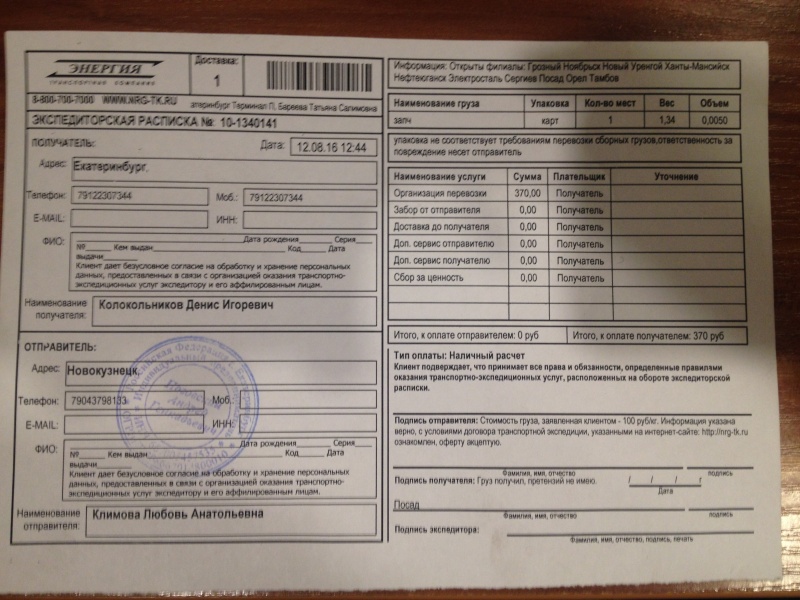 ЭНЕРГИЯ
ТРАНСПОРТНАЯ КОМПАНИЯ
Доставка:
1
8-800-700-7000 WWW.NRG-TK.RU
атеринбург Терминал П. Бареева Татьяна Салимовна
ЭКСПЕДИТОРСКАЯ РАСПИСКА №: 10-1340141
ПОЛУЧАТЕЛЬ:
Дата: 12.08.16 12:44
Адрес: Екатеринбург,
Телефон: 79122307344 Моб.: 79122307344
E-MAIL: ИНН:
ФИО: Дата рождения Серия
№ Кем выдан Код Дата
выдачи
Клиент дает безусловное согласие на обработку и хранение персональных
данных, предоставленных в связи с организацией оказания транспортно-
экспедиционных услуг экспедитору и его аффилированным лицам.
Наименование получателя: Колокольников Денис Игоревич
ОТПРАВИТЕЛЬ:
Адрес: Новокузнецк,
Телефон: 79043798133 Моб.:
E-MAIL: ИНН:
ФИО: Дата рождения Серия
№ Кем выдан Код Дата
выдачи
Клиент дает безусловное согласие на обработку и хранение персональных
данных, предоставленных в связи с организацией оказания транспортно-
экспедиционных услуг экспедитору и его аффилированным лицам.
Наименование отправителя: Климова Любовь Анатольевна
Информация: Открыты филиалы: Грозный Ноябрьск Новый Уренгой Ханты-Мансийск
Нефтеюганск Электросталь Сергиев Посад Орел Тамбов
Наименование груза Упаковка Кол-во мест Вес Объем
запч карт 1 1,34 0,0050
упаковка не соответствует требованиям перевозки сборных грузов,ответственность за
повреждение несет отправитель
Наименование услуги Сумма Плательщик Уточнение
Организация перевозки 370,00 Получатель
Забор от отправителя 0,00 Получатель
Доставка до получателя 0,00 Получатель
Доп. сервис отправителю 0,00 Получатель
Доп. сервис получателю 0,00 Получатель
Сбор за ценность 0,00 Получатель
Итого, к оплате отправителем: 0 руб Итого, к оплате получателем: 370 руб
Тип оплаты: Наличный расчет
Клиент подтверждает, что принимает все права и обязанности, определенные правилами
оказания транспортно-экспедиционных услуг, расположенных на обороте экспедиторской
расписки.
Подпись отправителя: Стоимость груза, заявленная клиентом - 100 руб/кг. Информация указана
верно, с условиями договора транспортной экспедиции, указанными на интернет-сайте: http://nrg-tk.ru
ознакомлен, оферту акцептую.
Фамилия, имя, отчество подпись
Подпись получателя: Груз получил, претензий не имею. / / г
Дата
Посад
Фамилия, имя, отчество подпись
Подпись экспедитора:
Фамилия, имя, отчество, подпись, печать